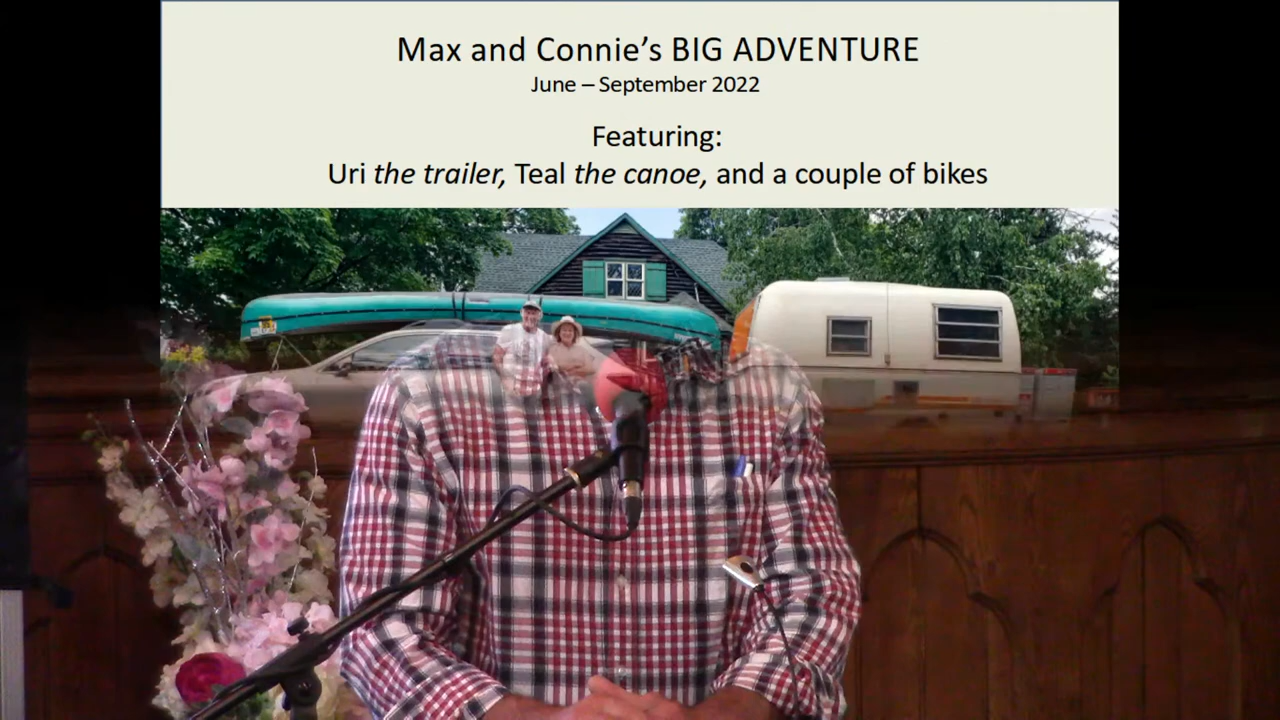 Max and Connie’s BIG ADVENTURE
June – September 2022
Featuring:
Uri the trailer, Teal the canoe, and a couple of bikes